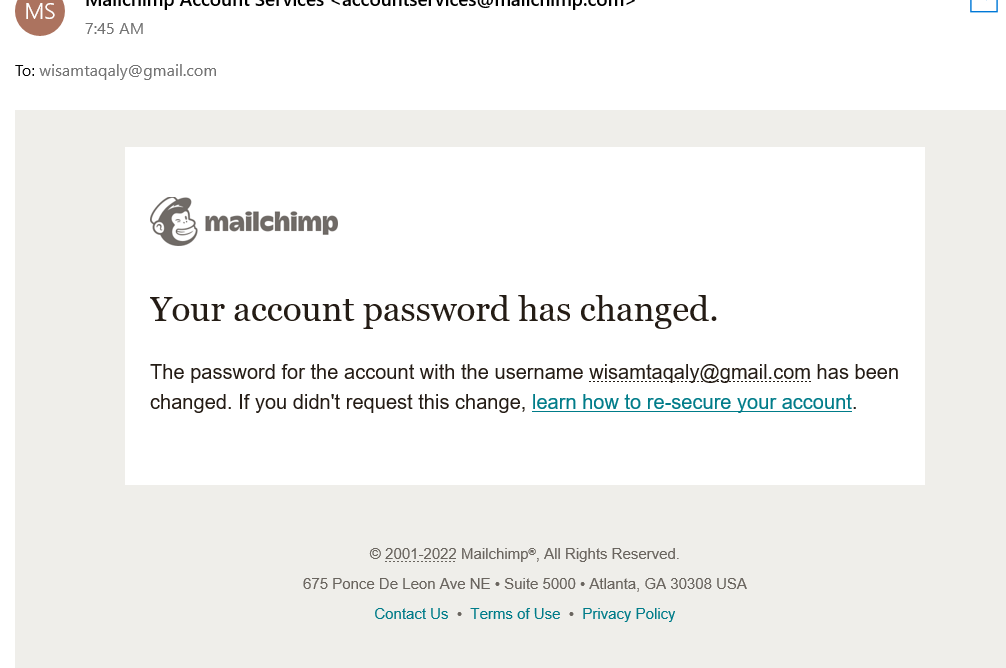 MS
Mailchimp Account Services <accountservices@mailchimp.com>
7:45 AM
To: wisamtaqaly@gmail.com
mailchimp
Your account password has changed.
The password for the account with the username wisamtaqaly@gmail.com has been
changed. If you didn't request this change, learn how to re-secure your account.
© 2001-2022 Mailchimp®, All Rights Reserved.
675 Ponce De Leon Ave NE • Suite 5000 • Atlanta, GA 30308 USA
Contact Us • Terms of Use • Privacy Policy